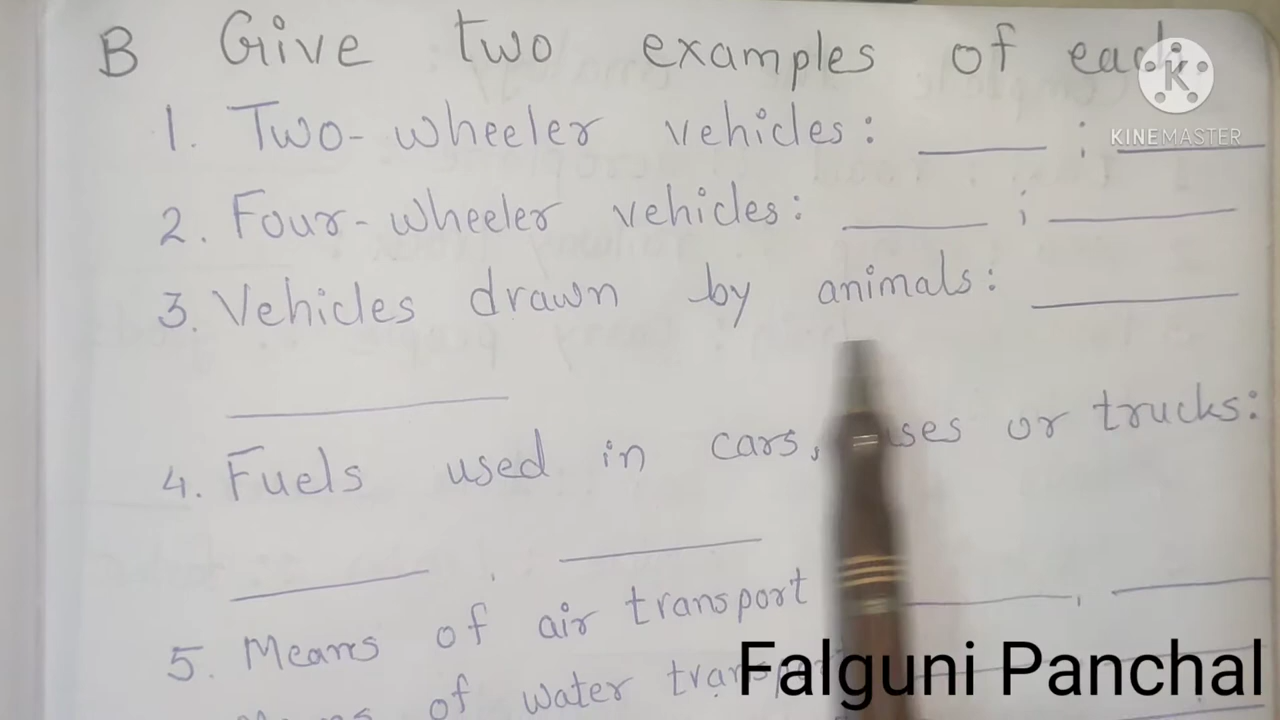 B Give two examples of each.
KINEMASTER
1. Two-wheeler vehicles: ____ ; ____
2. Four-wheeler vehicles: ____ ; ____
3. Vehicles drawn by animals: ____
____
4. Fuels used in cars, or trucks:
____ , ____
5. Means of air transport ____ , ____
of water transport
Falguni Panchal